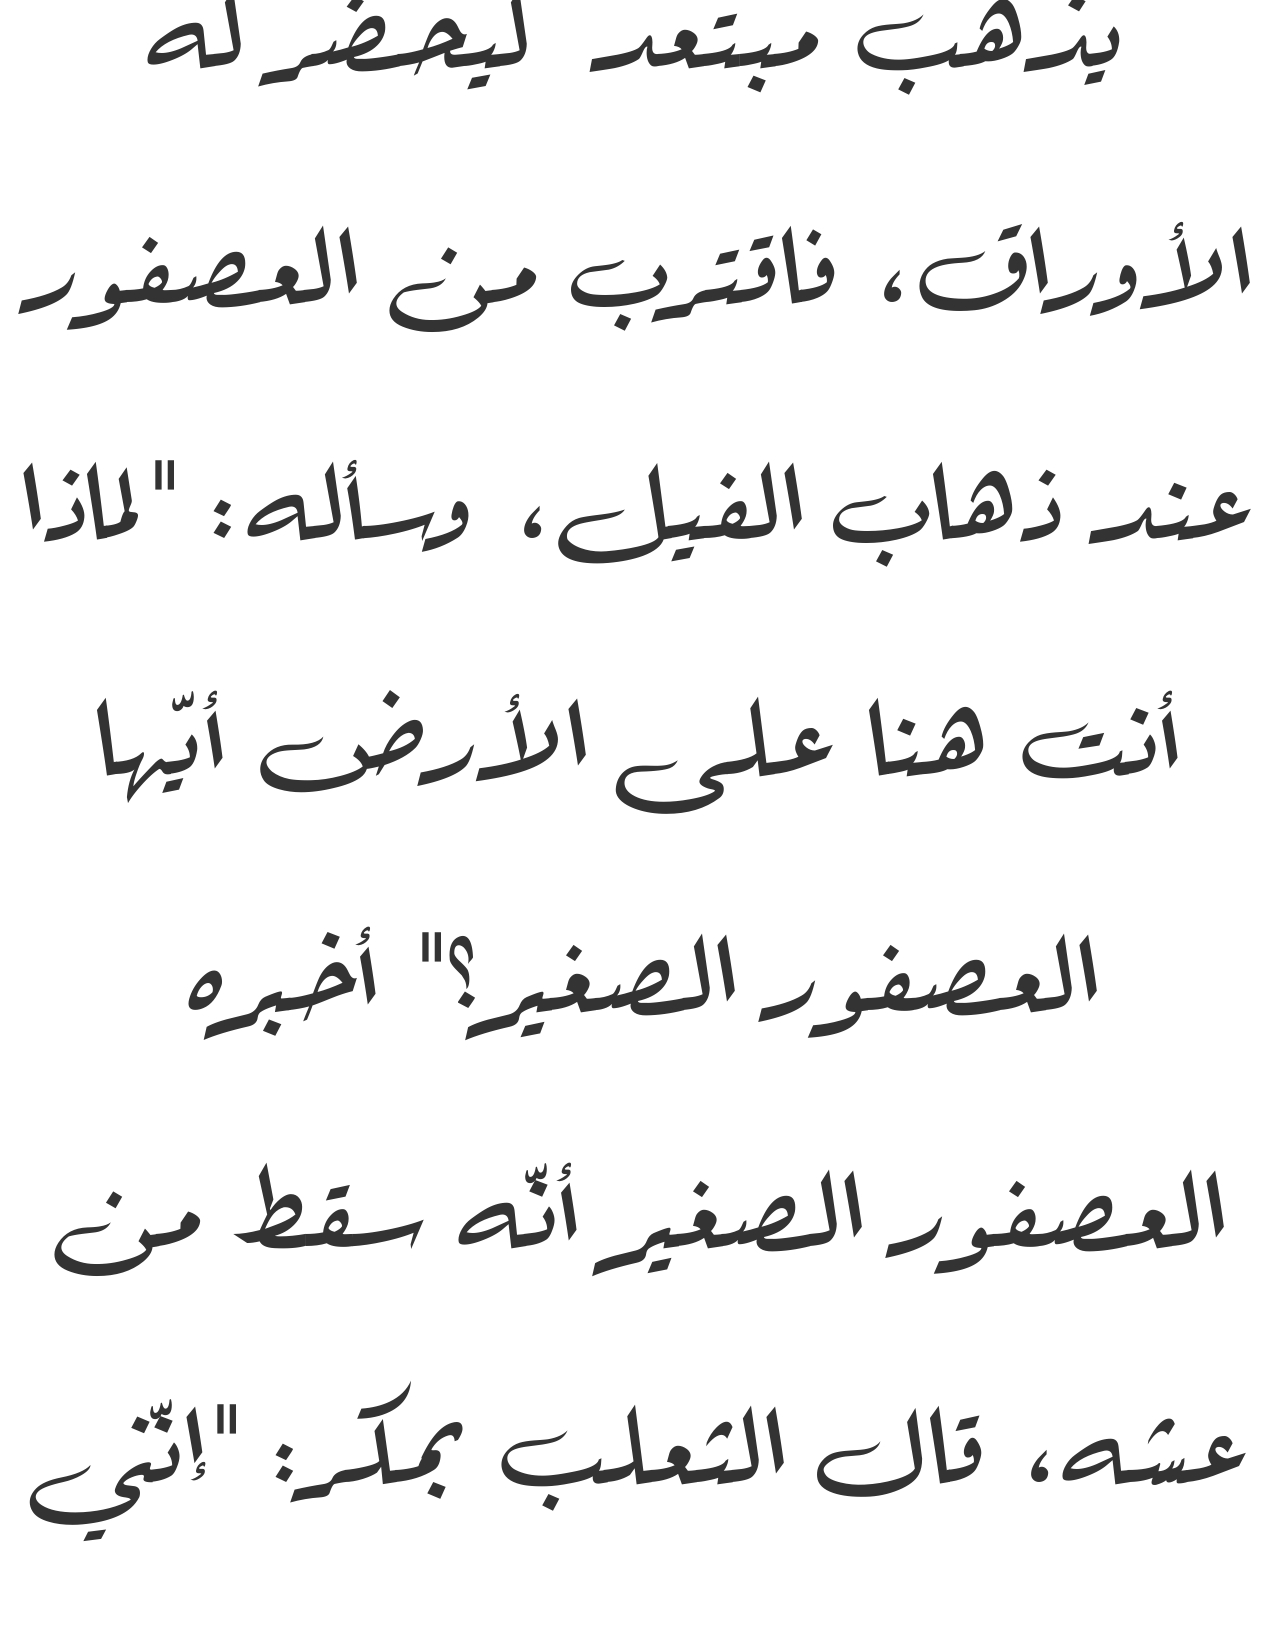 يذهب مبتعد ليحضر له
الأوراق، فاقترب من العصفور
عند ذهاب الفيل، وسأله: "لماذا
أنت هنا على الأرض أيّها
العصفور الصغير؟" أخبره
العصفور الصغير أنّه سقط من
عشه، قال الثعلب بمكر: "إنّني